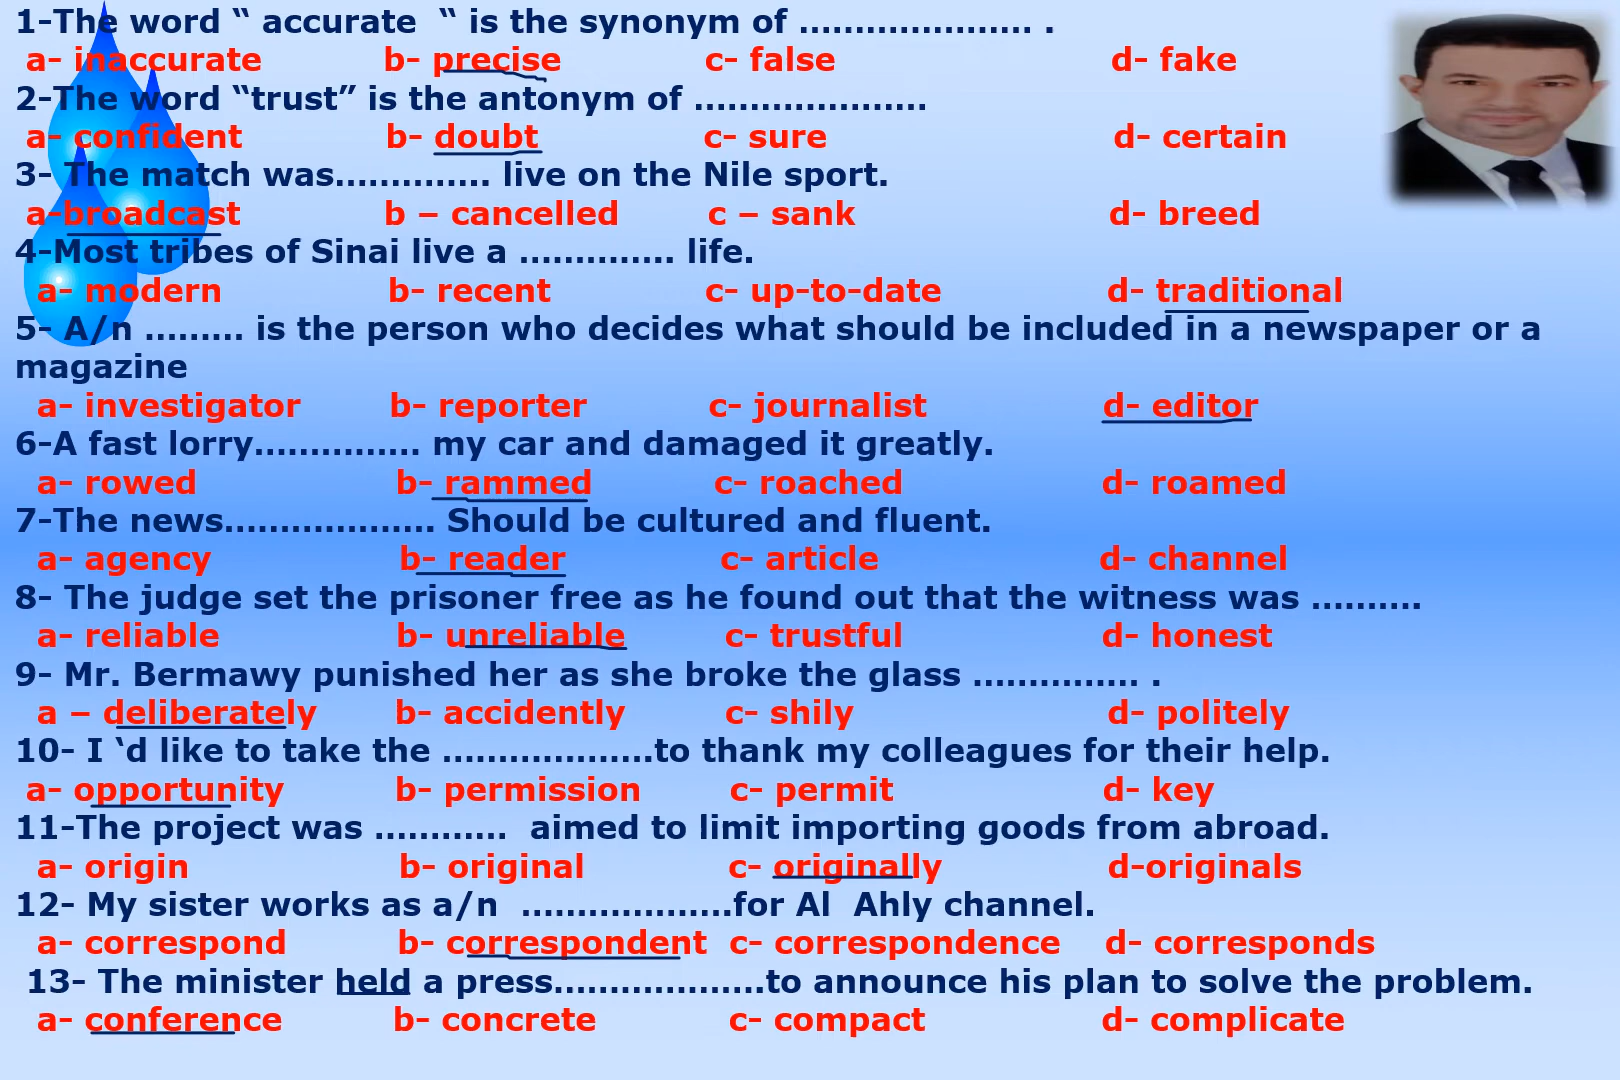 1-The word “ accurate “ is the synonym of ………………… .
a- inaccurate b- precise c- false d- fake
2-The word “trust” is the antonym of …………………
a- confident b- doubt c- sure d- certain
3- The match was………….. live on the Nile sport.
a-broadcast b – cancelled c – sank d- breed
4-Most tribes of Sinai live a ………….. life.
a- modern b- recent c- up-to-date d- traditional
5- A/n ……… is the person who decides what should be included in a newspaper or a
magazine
a- investigator b- reporter c- journalist d- editor
6-A fast lorry…………… my car and damaged it greatly.
a- rowed b- rammed c- roached d- roamed
7-The news………………. Should be cultured and fluent.
a- agency b- reader c- article d- channel
8- The judge set the prisoner free as he found out that the witness was ……….
a- reliable b- unreliable c- trustful d- honest
9- Mr. Bermawy punished her as she broke the glass …………… .
a – deliberately b- accidently c- shily d- politely
10- I ‘d like to take the ……………….to thank my colleagues for their help.
a- opportunity b- permission c- permit d- key
11-The project was ………… aimed to limit importing goods from abroad.
a- origin b- original c- originally d-originals
12- My sister works as a/n ……………….for Al Ahly channel.
a- correspond b- correspondent c- correspondence d- corresponds
13- The minister held a press……………….to announce his plan to solve the problem.
a- conference b- concrete c- compact d- complicate